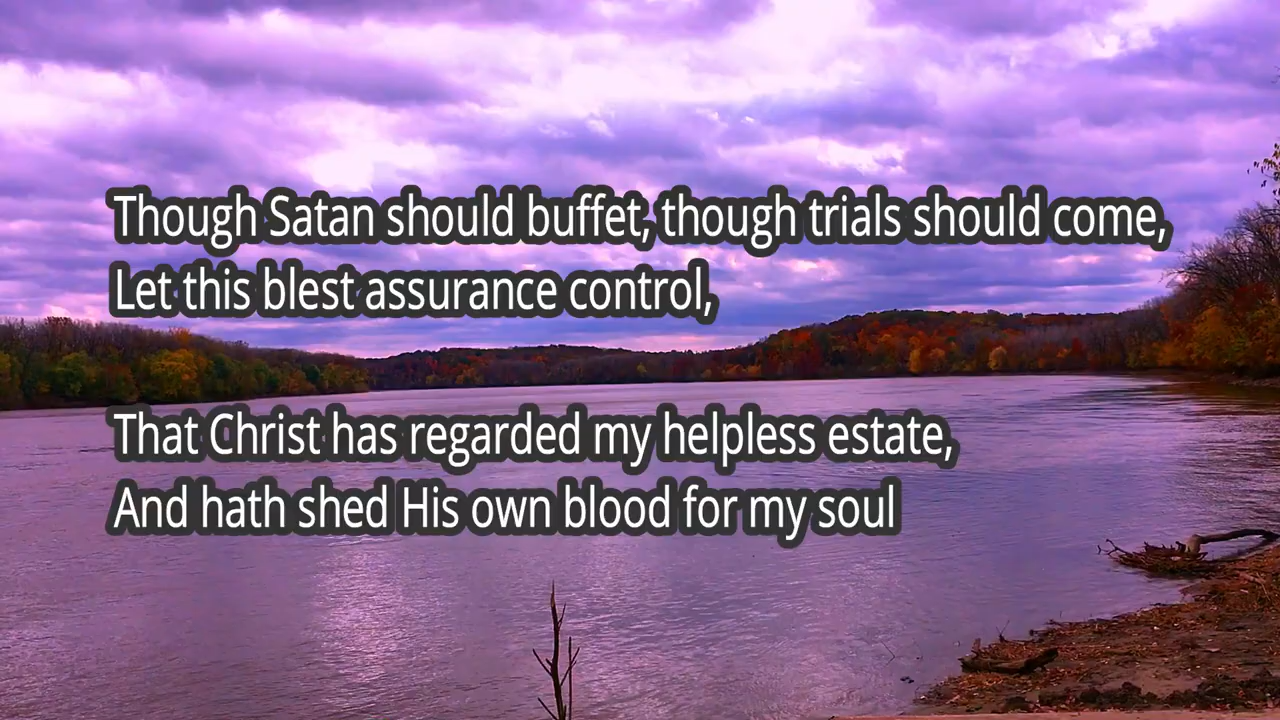 Though Satan should buffet, though trials should come,
Let this blest assurance control,
That Christ has regarded my helpless estate,
And hath shed His own blood for my soul